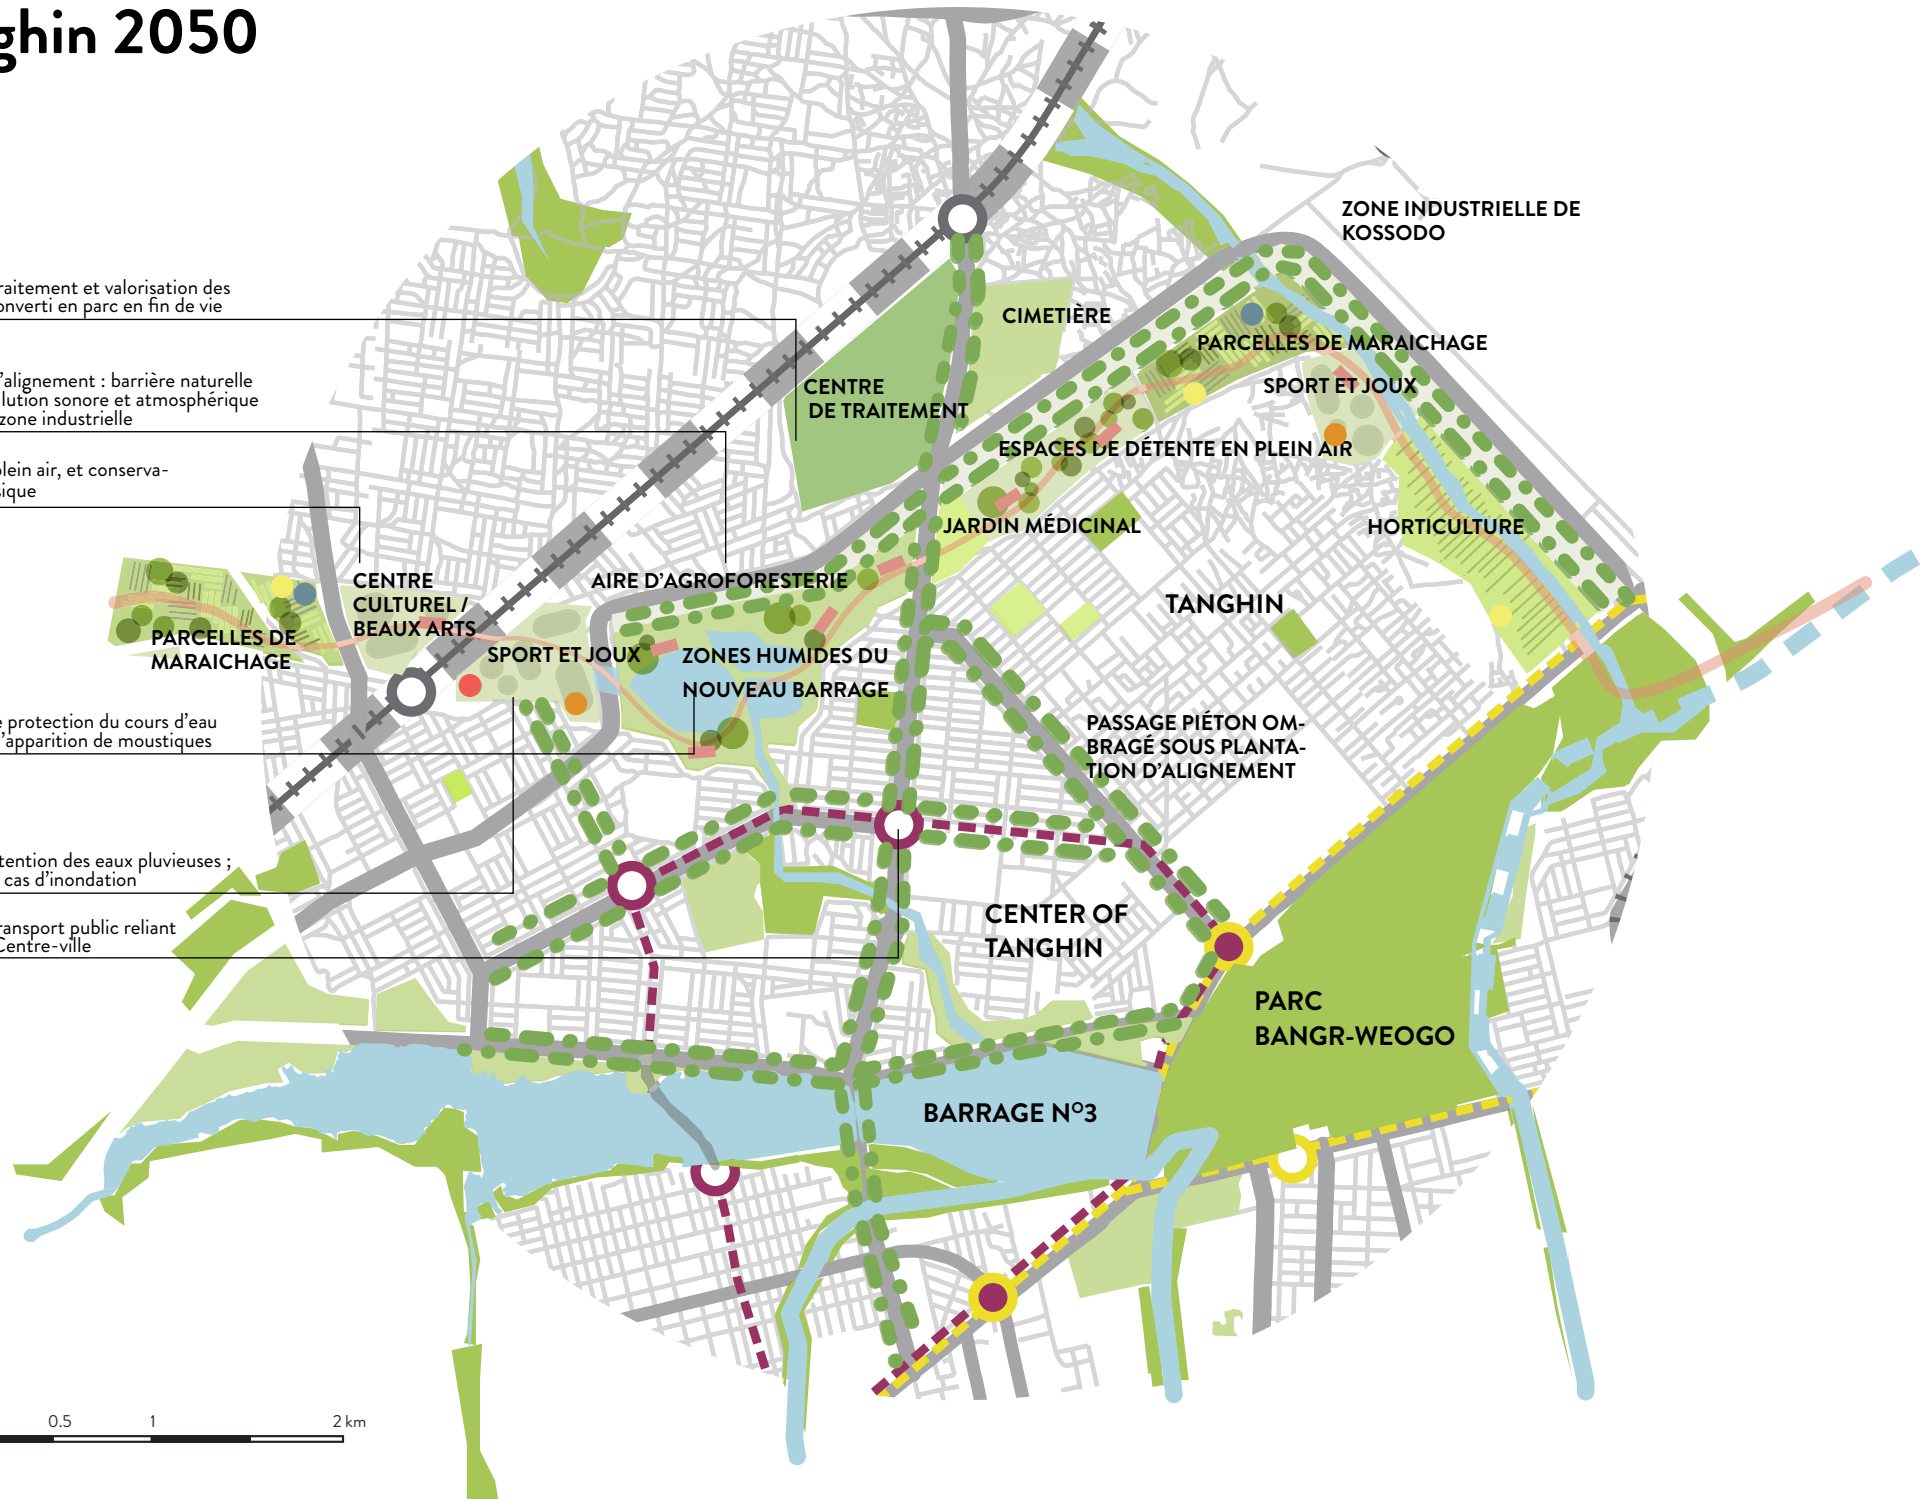 ghin 2050
raitement et valorisation des
onverti en parc en fin de vie
'alignement : barrière naturelle
lution sonore et atmosphérique
zone industrielle
lein air, et conserva-
sique
e protection du cours d'eau
'apparition de moustiques
tention des eaux pluvieuses ;
cas d'inondation
ransport public reliant
Centre-ville
ZONE INDUSTRIELLE DE
KOSSODO
CIMETIÈRE
PARCELLES DE MARAICHAGE
SPORT ET JOUX
CENTRE
DE TRAITEMENT
ESPACES DE DÉTENTE EN PLEIN AIR
JARDIN MÉDICINAL
HORTICULTURE
AIRE D'AGROFORESTERIE
CENTRE
CULTUREL /
BEAUX ARTS
TANGHIN
PARCELLES DE
MARAICHAGE
SPORT ET JOUX
ZONES HUMIDES DU
NOUVEAU BARRAGE
PASSAGE PIÉTON OM-
BRAGÉ SOUS PLANTA-
TION D'ALIGNEMENT
CENTER OF
TANGHIN
PARC
BANGR-WEOGO
BARRAGE N°3
0.5 1 2 km